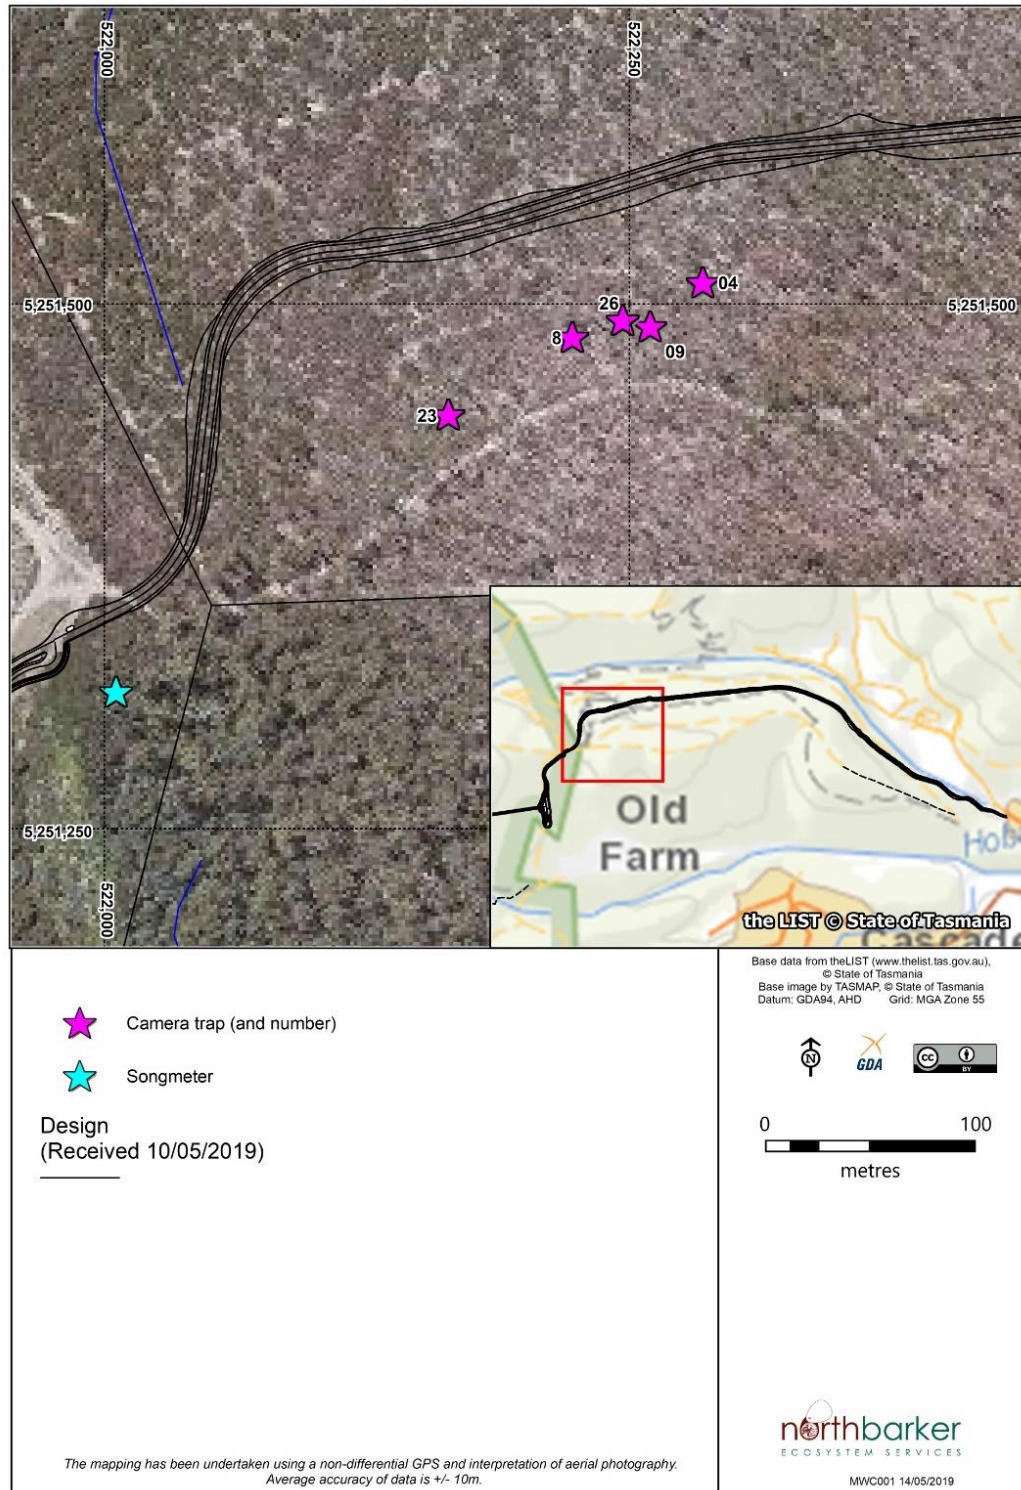 522,000
522,250
5,251,500
5,251,500
04
26
09
8
23
5,251,250
522,000
Old
Farm
the LIST © State of Tasmania
Camera trap (and number)
Songmeter
Design
(Received 10/05/2019)
Base data from theLIST (www.thelist.tas.gov.au),
© State of Tasmania
Base image by TASMAP, © State of Tasmania
Datum: GDA94, AHD Grid: MGA Zone 55
N
GDA
cc
BY
0 100
metres
northbarker
ECOSYSTEM SERVICES
The mapping has been undertaken using a non-differential GPS and interpretation of aerial photography.
Average accuracy of data is +/- 10m.
MWC001 14/05/2019